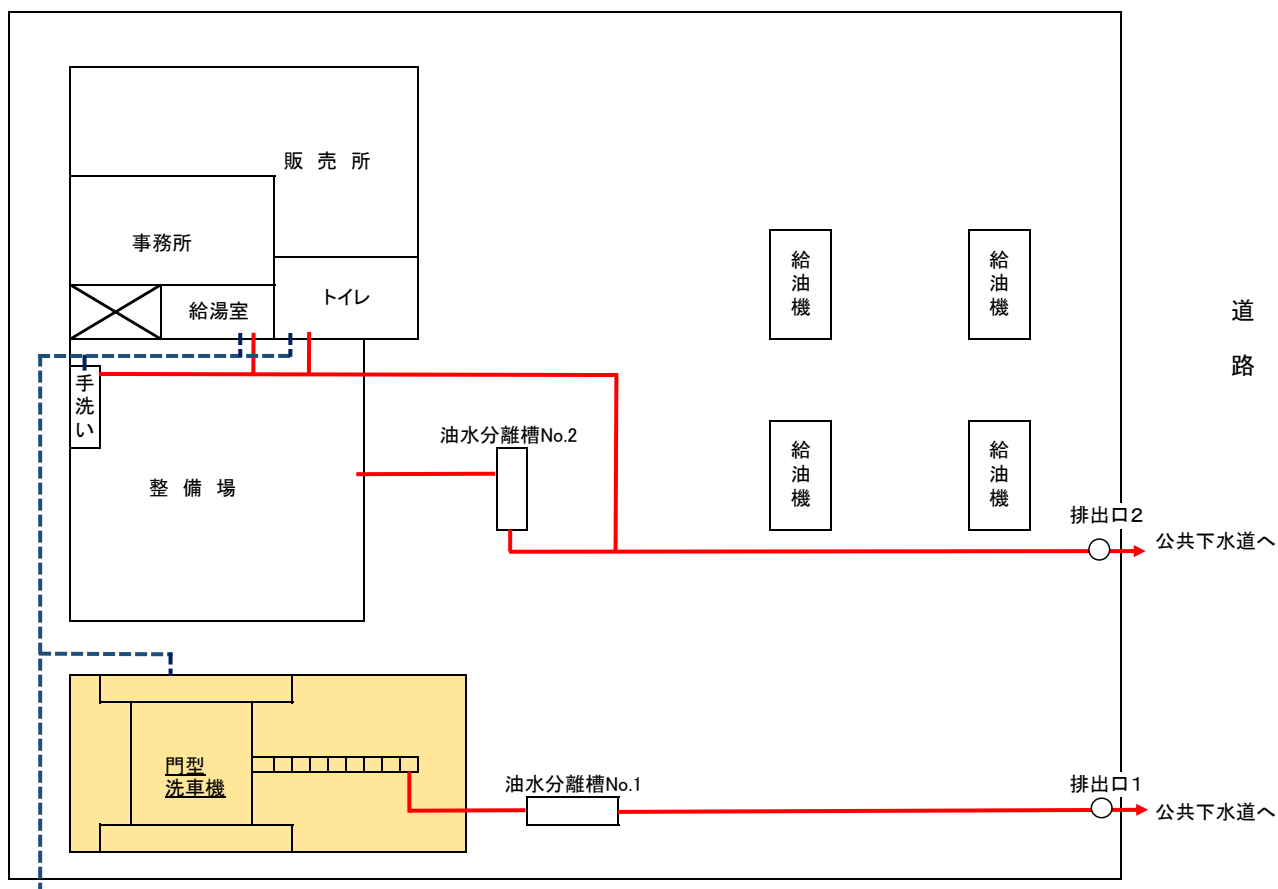 販 売 所
事務所
給湯室
トイレ
給油機
給油機
道路
手洗い
油水分離槽No.2
給油機
給油機
整 備 場
排出口2
公共下水道へ
門型
洗車機
油水分離槽No.1
排出口1
公共下水道へ